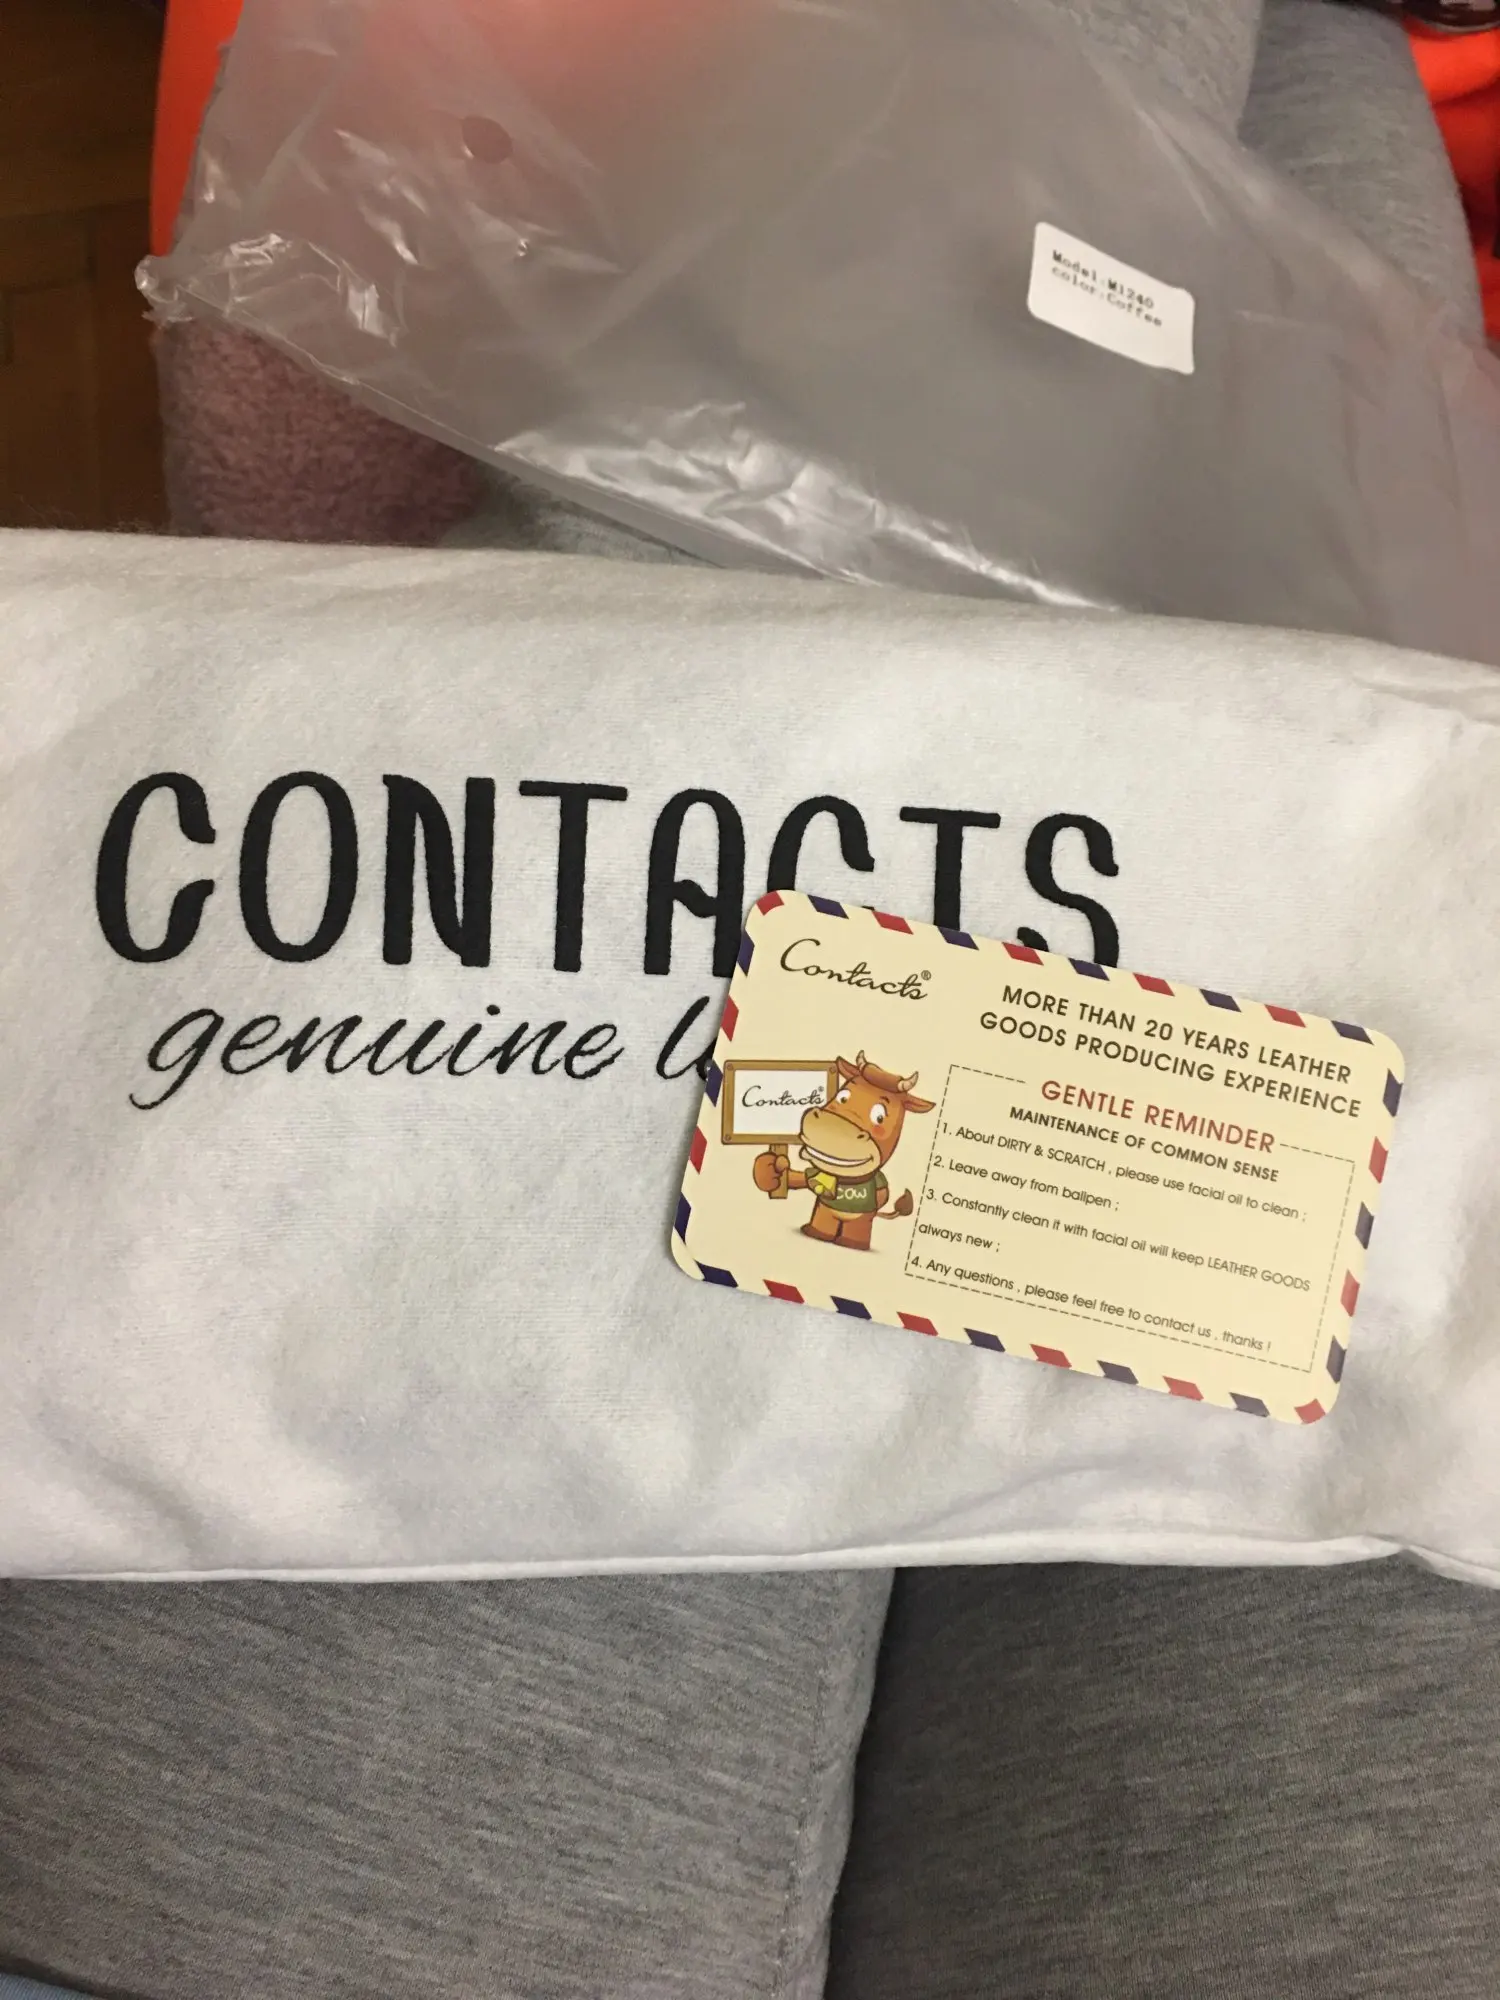 Model:M1240
color:Coffee
CONTACTS
genuine
Contacts®
MORE THAN 20 YEARS LEATHER
GOODS PRODUCING EXPERIENCE
Contacts®
COW
GENTLE REMINDER
MAINTENANCE OF COMMON SENSE
1. About DIRTY & SCRATCH , please use facial oil to clean ;
2. Leave away from ballpen ;
3. Constantly clean it with facial oil will keep LEATHER GOODS
always new ;
4. Any questions , please feel free to contact us , thanks !